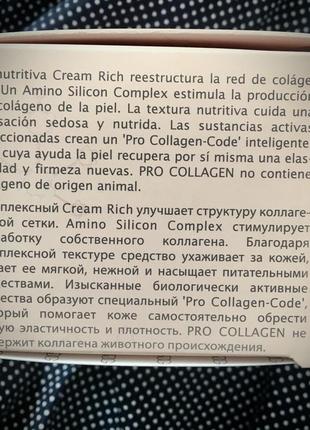 nutritiva Cream Rich reestructura la red de coláge
Un Amino Silicon Complex estimula la producción
colágeno de la piel. La textura nutritiva cuida una
sación sedosa y nutrida. Las sustancias activas
ccionadas crean un 'Pro Collagen-Code' inteligente
cuya ayuda la piel recupera por sí misma una elas-
dad y firmeza nuevas. PRO COLLAGEN no contiene
geno de origen animal.
плексный Cream Rich улучшает структуру коллаге-
ой сетки. Amino Silicon Complex стимулирует
аботку собственного коллагена. Благодаря
плексной текстуре средство ухаживает за кожей,
ает ее мягкой, нежной и насыщает питательными
ествами. Изысканные биологически активные
ества образуют специальный 'Pro Collagen-Code',
орый помогает коже самостоятельно обрести
ую эластичность и плотность. PRO COLLAGEN не
ержит коллагена животного происхождения.